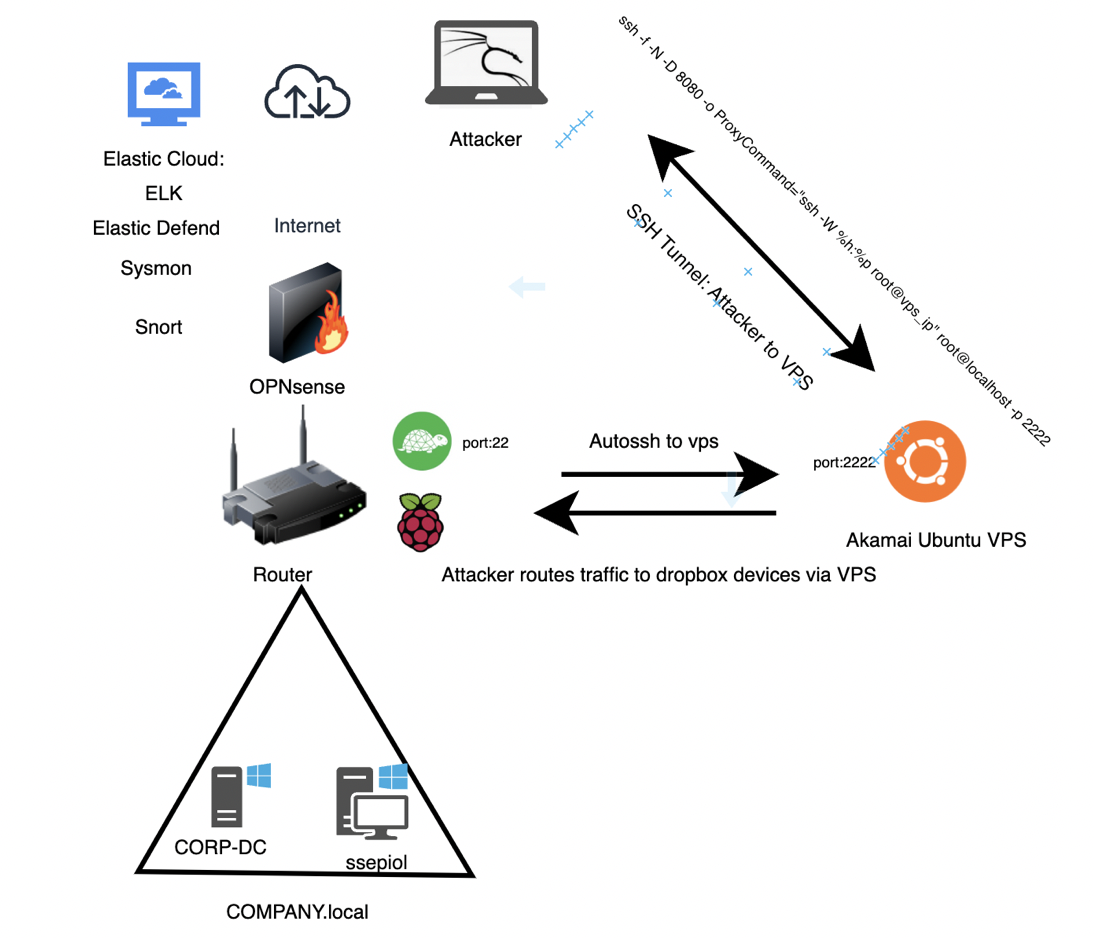 ssh -f -N -D 8080 -o ProxyCommand="ssh -W %h:%p root@vps_ip" root@localhost -p 2222
Attacker
Elastic Cloud:
ELK
Elastic Defend
Sysmon
Snort
Internet
SSH Tunnel: Attacker to VPS
OPNsense
port:22
Autossh to vps
port:2222
Akamai Ubuntu VPS
Router
Attacker routes traffic to dropbox devices via VPS
CORP-DC
ssepiol
COMPANY.local